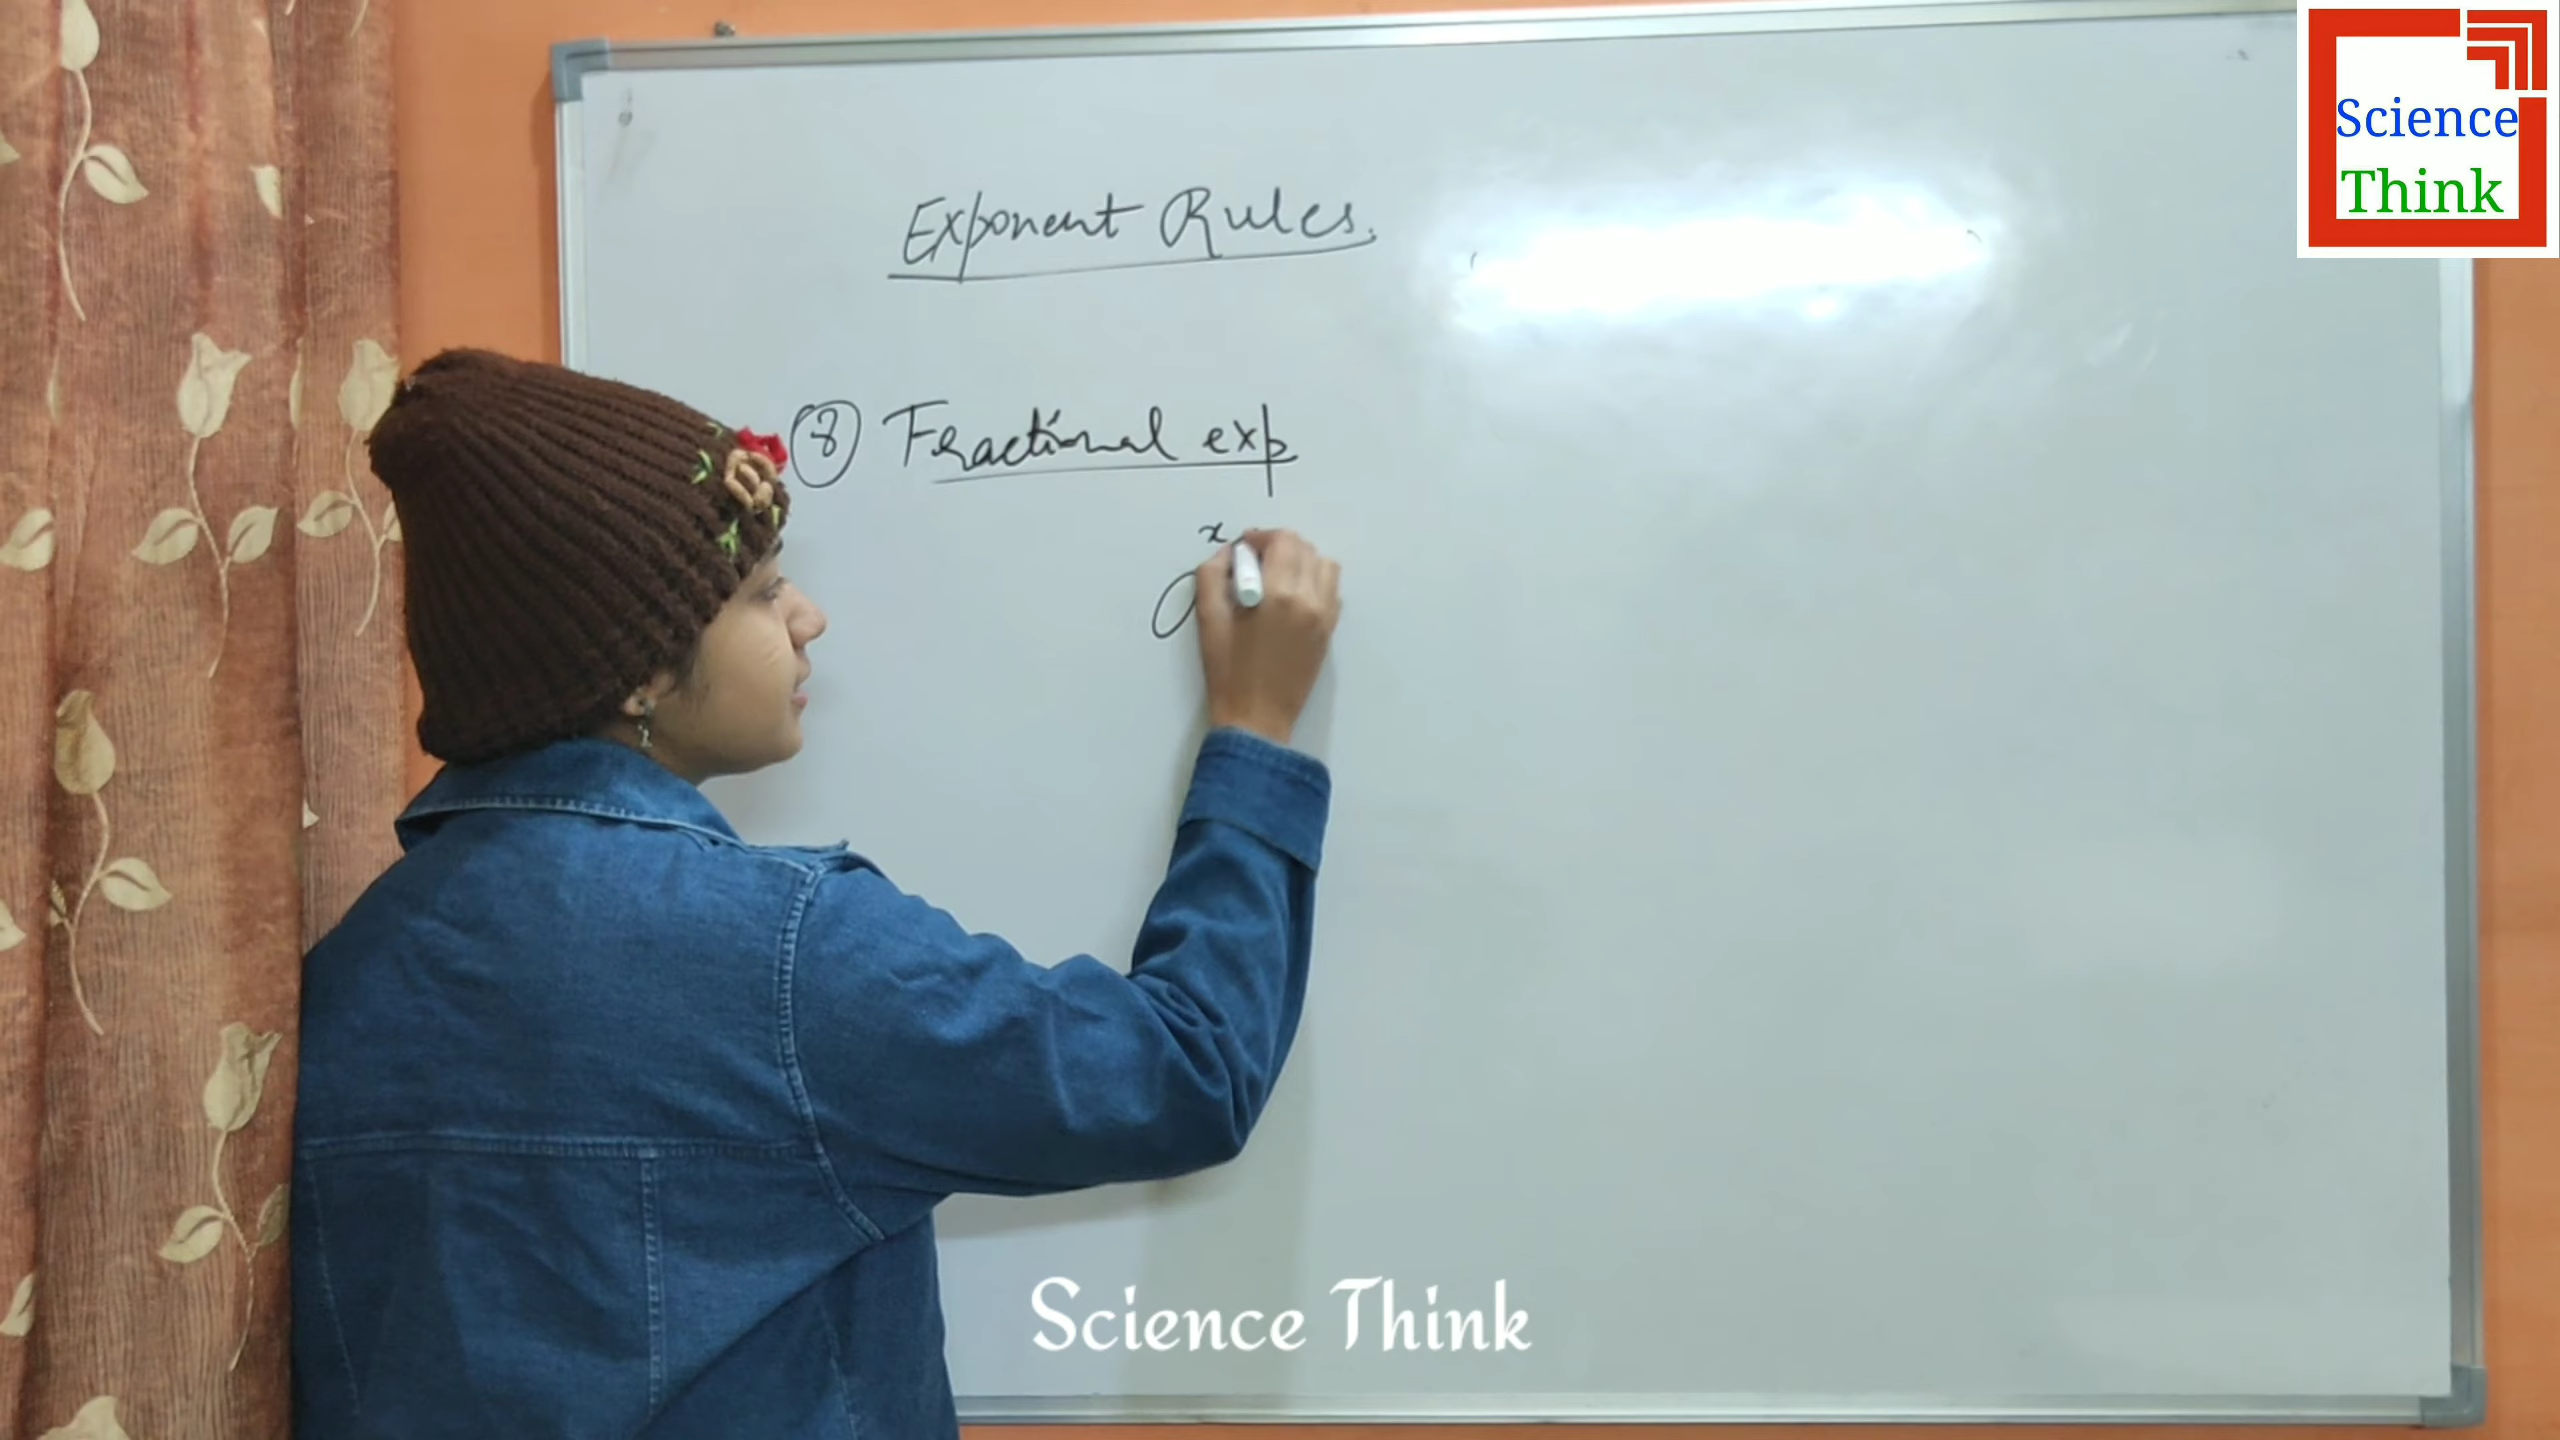 Science
Think
Exponent Rules.
8 Fractional exp
x
a
Science Think